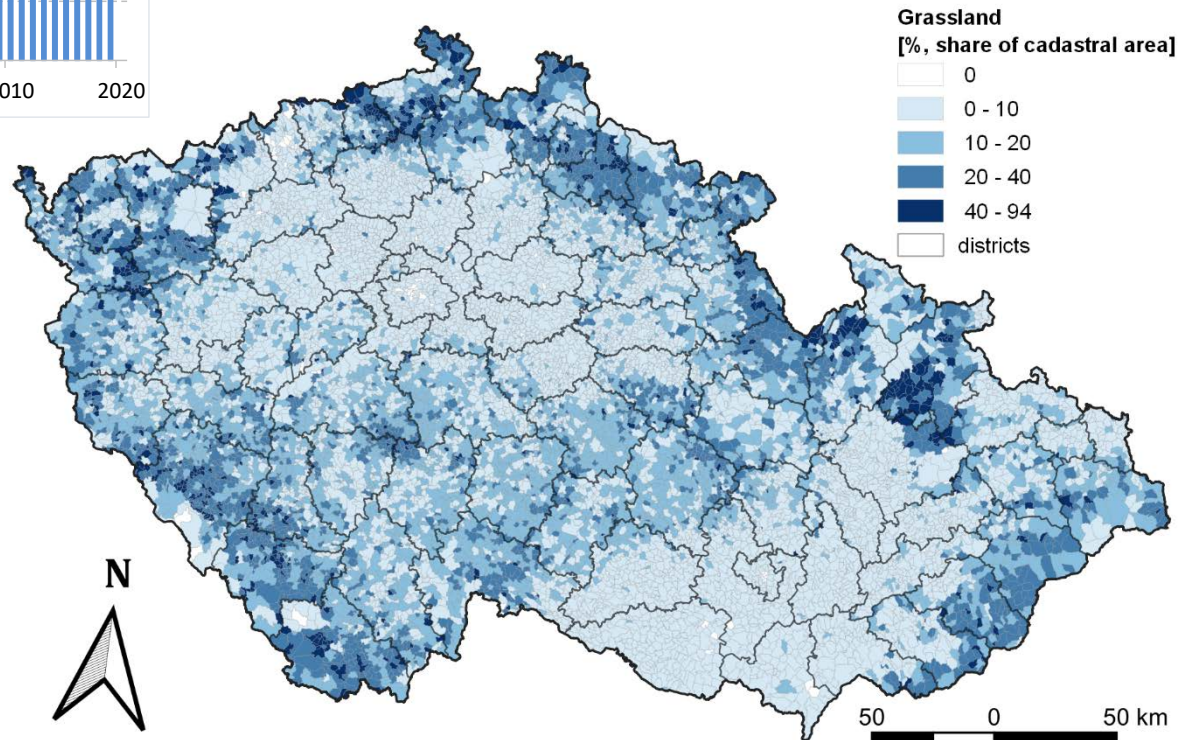 010 2020
Grassland
[%, share of cadastral area]
0
0 - 10
10 - 20
20 - 40
40 - 94
districts
N
50 0 50 km